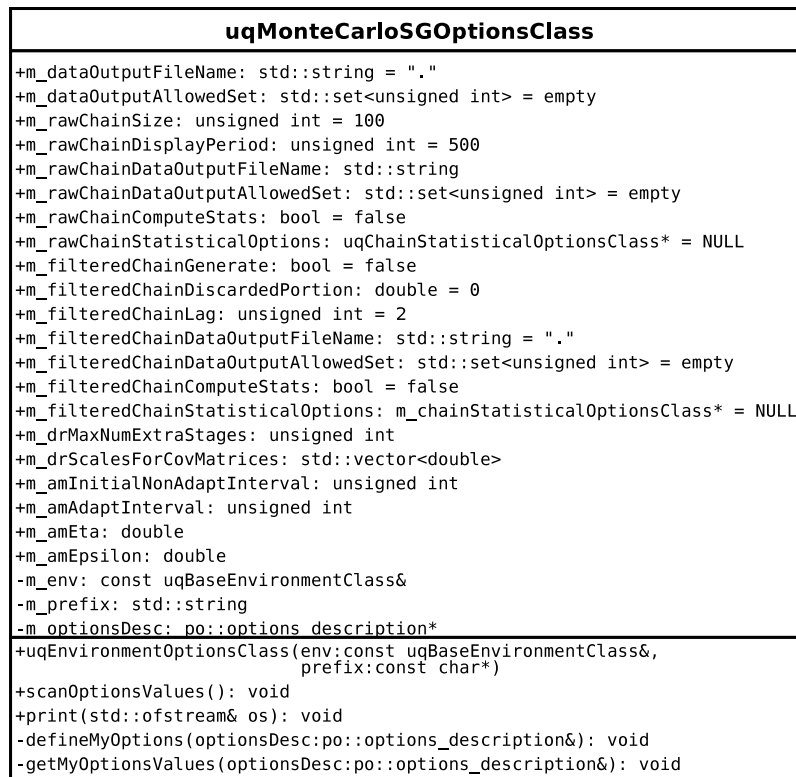 uqMonteCarloSGOptionsClass
+m_dataOutputFileName: std::string = "."
+m_dataOutputAllowedSet: std::set<unsigned int> = empty
+m_rawChainSize: unsigned int = 100
+m_rawChainDisplayPeriod: unsigned int = 500
+m_rawChainDataOutputFileName: std::string
+m_rawChainDataOutputAllowedSet: std::set<unsigned int> = empty
+m_rawChainComputeStats: bool = false
+m_rawChainStatisticalOptions: uqChainStatisticalOptionsClass* = NULL
+m_filteredChainGenerate: bool = false
+m_filteredChainDiscardedPortion: double = 0
+m_filteredChainLag: unsigned int = 2
+m_filteredChainDataOutputFileName: std::string = "."
+m_filteredChainDataOutputAllowedSet: std::set<unsigned int> = empty
+m_filteredChainComputeStats: bool = false
+m_filteredChainStatisticalOptions: m_chainStatisticalOptionsClass* = NULL
+m_drMaxNumExtraStages: unsigned int
+m_drScalesForCovMatrices: std::vector<double>
+m_amInitialNonAdaptInterval: unsigned int
+m_amAdaptInterval: unsigned int
+m_amEta: double
+m_amEpsilon: double
-m_env: const uqBaseEnvironmentClass&
-m_prefix: std::string
-m_optionsDesc: po::options_description*
+uqEnvironmentOptionsClass(env:const uqBaseEnvironmentClass&,
prefix:const char*)
+scanOptionsValues(): void
+print(std::ofstream& os): void
-defineMyOptions(optionsDesc:po::options_description&): void
-getMyOptionsValues(optionsDesc:po::options_description&): void